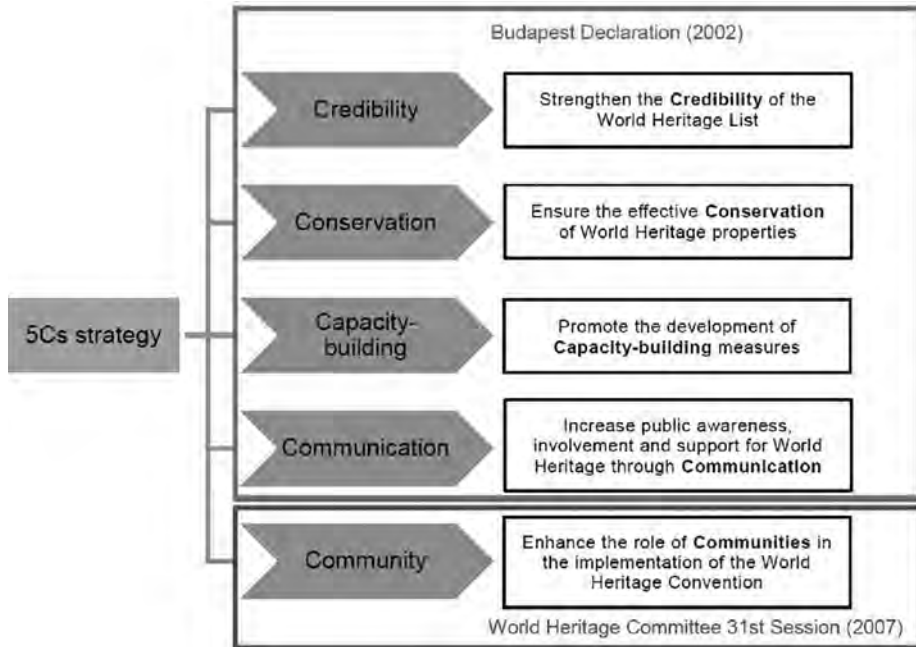 Budapest Declaration (2002)
Credibility
Strengthen the Credibility of the
World Heritage List
Conservation
Ensure the effective Conservation
of World Heritage properties
5Cs strategy
Capacity-
building
Promote the development of
Capacity-building measures
Communication
Increase public awareness,
involvement and support for World
Heritage through Communication
Community
Enhance the role of Communities in
the implementation of the World
Heritage Convention
World Heritage Committee 31st Session (2007)